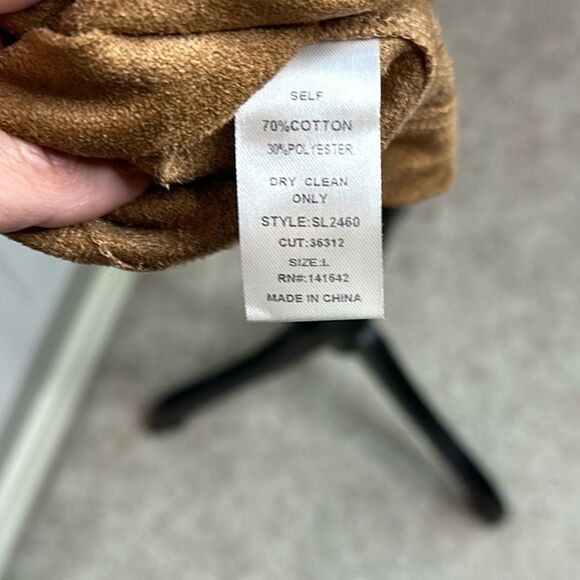 SELF
70%COTTON
30%POLYESTER
DRY CLEAN
ONLY
STYLE:SL2460
CUT:36312
SIZE:L
RN#:141642
MADE IN CHINA